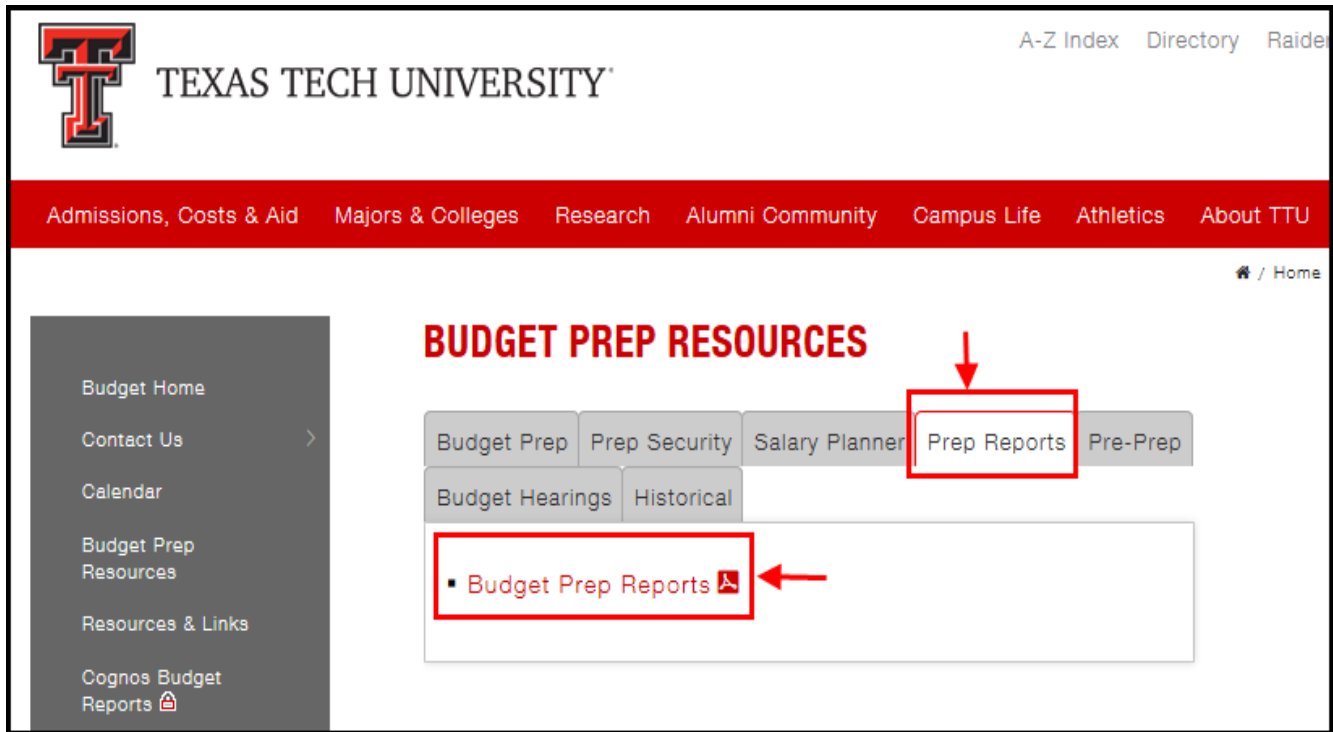 A-Z Index Directory Raider
TEXAS TECH UNIVERSITY
Admissions, Costs & Aid Majors & Colleges Research Alumni Community Campus Life Athletics About TTU
/ Home
BUDGET PREP RESOURCES
Budget Home
Contact Us
Calendar
Budget Prep
Resources
Resources & Links
Cognos Budget
Reports
Budget Prep Prep Security Salary Planner Prep Reports Pre-Prep
Budget Hearings Historical
▪ Budget Prep Reports